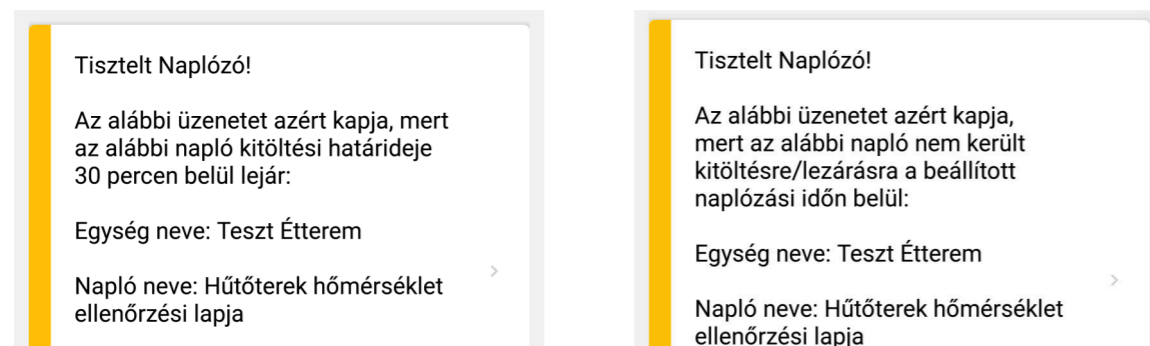 Tisztelt Naplózó!
Az alábbi üzenetet azért kapja, mert
az alábbi napló kitöltési határideje
30 percen belül lejár:
Egység neve: Teszt Étterem
Napló neve: Hűtőterek hőmérséklet
ellenőrzési lapja
Tisztelt Naplózó!
Az alábbi üzenetet azért kapja,
mert az alábbi napló nem került
kitöltésre/lezárásra a beállított
naplózási időn belül:
Egység neve: Teszt Étterem
Napló neve: Hűtőterek hőmérséklet
ellenőrzési lapja